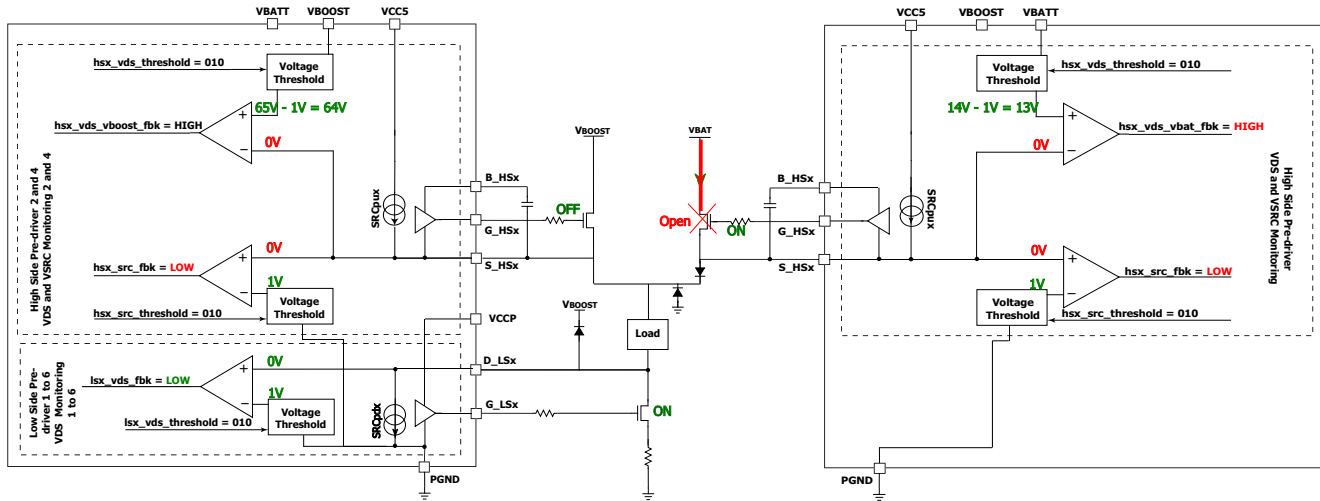 VBATT
VBOOST
VCC5
hsx_vds_threshold = 010
Voltage
Threshold
65V - 1V = 64V
+
hsx_vds_vboost_fbk = HIGH
−
0V
High Side Pre-driver 2 and 4
VDS and VSRC Monitoring 2 and 4
SRCpux
B_HSx
G_HSx
S_HSx
0V
+
hsx_src_fbk = LOW
−
1V
Voltage
Threshold
hsx_src_threshold = 010
VCCP
Low Side Pre-
driver 1 to 6
VDS Monitoring
1 to 6
0V
+
lsx_vds_fbk = LOW
−
1V
Voltage
Threshold
lsx_vds_threshold = 010
SRCpdx
D_LSx
G_LSx
PGND
VBOOST
OFF
VBAT
Open
ON
VBOOST
Load
ON
VCC5
VBOOST
VBATT
Voltage
Threshold
hsx_vds_threshold = 010
14V - 1V = 13V
+
hsx_vds_vbat_fbk = HIGH
0V
−
B_HSx
G_HSx
S_HSx
SRCpux
High Side Pre-driver
VDS and VSRC Monitoring
0V
+
hsx_src_fbk = LOW
1V
−
Voltage
Threshold
hsx_src_threshold = 010
PGND